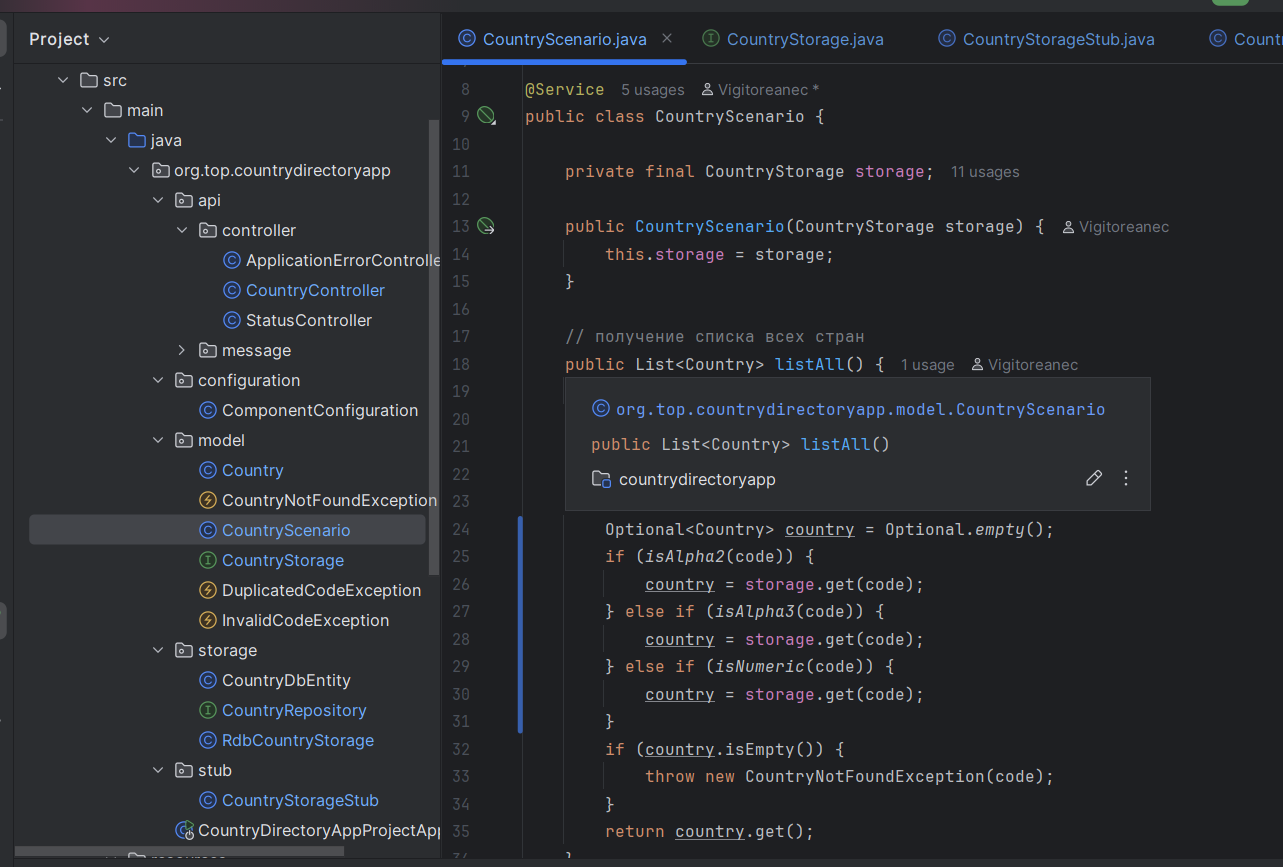 Project
src
main
java
org.top.countrydirectoryapp
api
controller
ApplicationErrorControlle
CountryController
StatusController
message
configuration
ComponentConfiguration
model
Country
CountryNotFoundException
CountryScenario
CountryStorage
DuplicatedCodeException
InvalidCodeException
storage
CountryDbEntity
CountryRepository
RdbCountryStorage
stub
CountryStorageStub
CountryDirectoryAppProjectApp
CountryScenario.java CountryStorage.java CountryStorageStub.java Count
8 @Service 5 usages Vigitoreanec *
9 public class CountryScenario {
10
11 private final CountryStorage storage; 11 usages
12
13 public CountryScenario(CountryStorage storage) { Vigitoreanec
14 this.storage = storage;
15 }
16
17 // получение списка всех стран
18 public List<Country> listAll() { 1 usage Vigitoreanec
19
20
21
22
23
org.top.countrydirectoryapp.model.CountryScenario
public List<Country> listAll()
countrydirectoryapp
24 Optional<Country> country = Optional.empty();
25 if (isAlpha2(code)) {
26 country = storage.get(code);
27 } else if (isAlpha3(code)) {
28 country = storage.get(code);
29 } else if (isNumeric(code)) {
30 country = storage.get(code);
31 }
32 if (country.isEmpty()) {
33 throw new CountryNotFoundException(code);
34 }
35 return country.get();